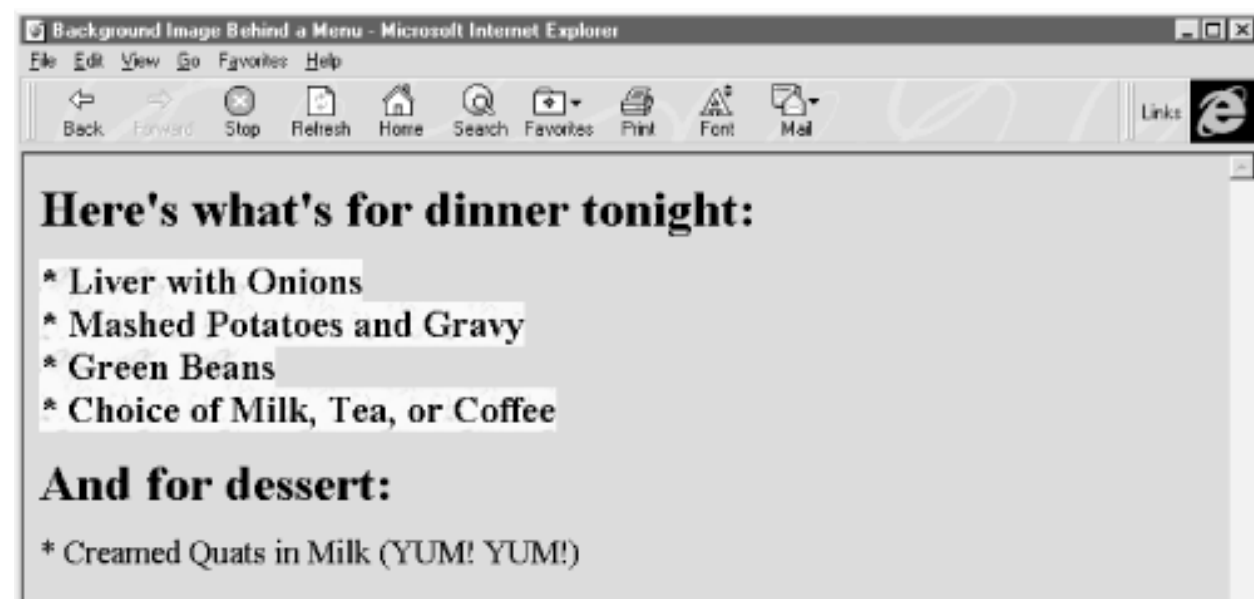 Background Image Behind a Menu - Microsoft Internet Explorer
File Edit View Go Favorites Help
Back Forward Stop Refresh Home Search Favorites Print Font Mail Links
Here's what's for dinner tonight:
* Liver with Onions
* Mashed Potatoes and Gravy
* Green Beans
* Choice of Milk, Tea, or Coffee
And for dessert:
* Creamed Quats in Milk (YUM! YUM!)